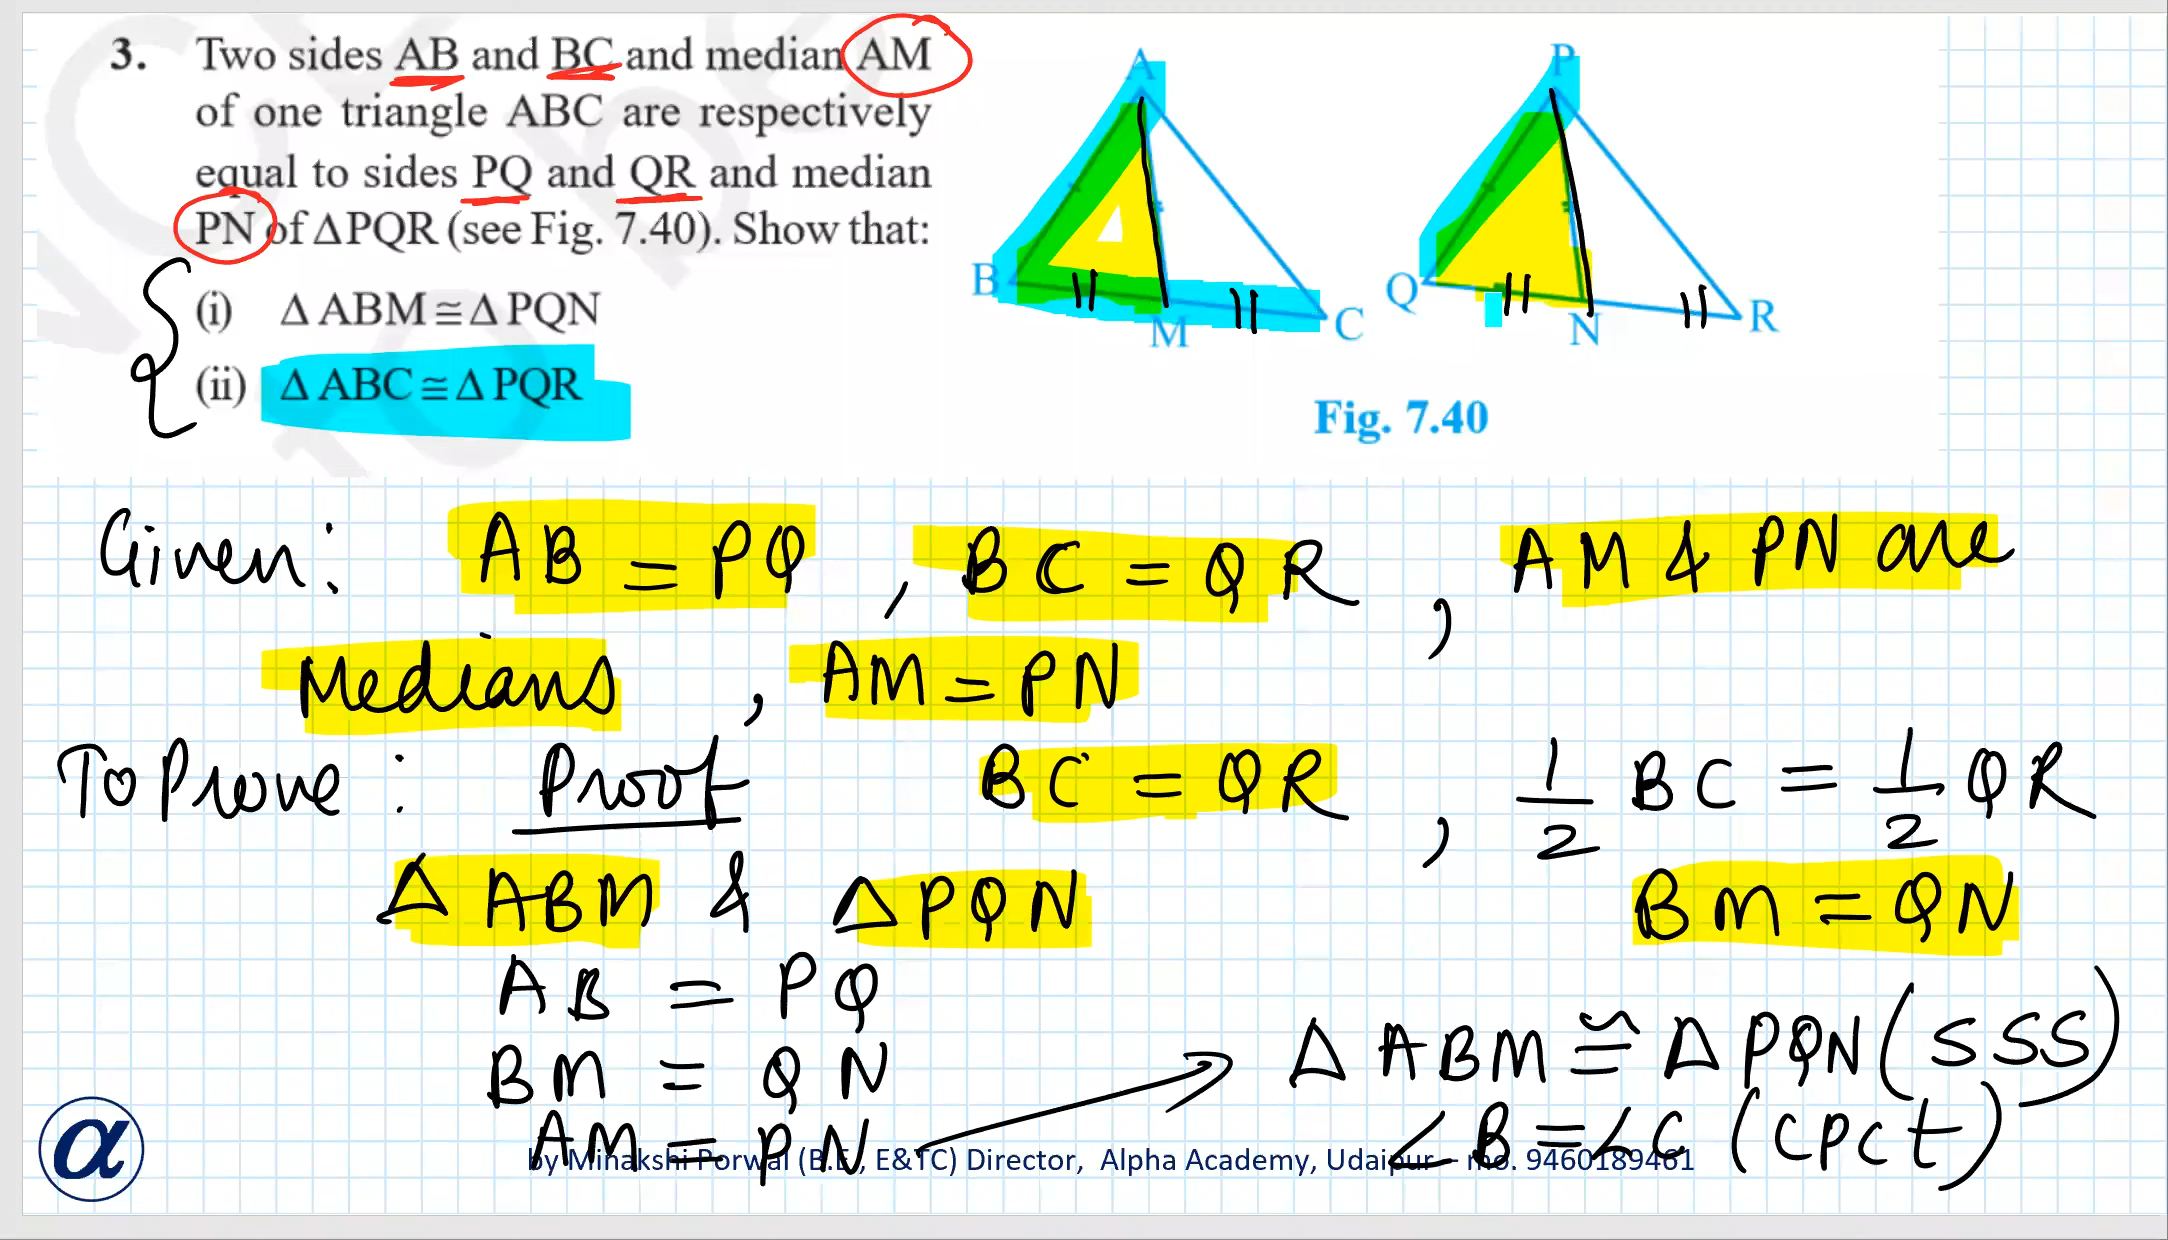 3. Two sides AB and BC and median AM
of one triangle ABC are respectively
equal to sides PQ and QR and median
PN of ΔPQR (see Fig. 7.40). Show that:
(i) Δ ABM ≅ Δ PQN
(ii) Δ ABC ≅ Δ PQR
A
B
M
C
P
Q
N
R
Fig. 7.40
Given: AB = PQ, BC = QR, AM & PN are
Medians, AM = PN
To Prove: Proof BC = QR, 1/2 BC = 1/2 QR
Δ ABM & Δ PQN BM = QN
AB = PQ
BM = QN Δ ABM ≅ Δ PQN (SSS)
AM = PN ∠B = ∠C (CPCt)
α
by Minakshi Porwal (B.E., E&TC) Director, Alpha Academy, Udaipur - mo. 9460189461